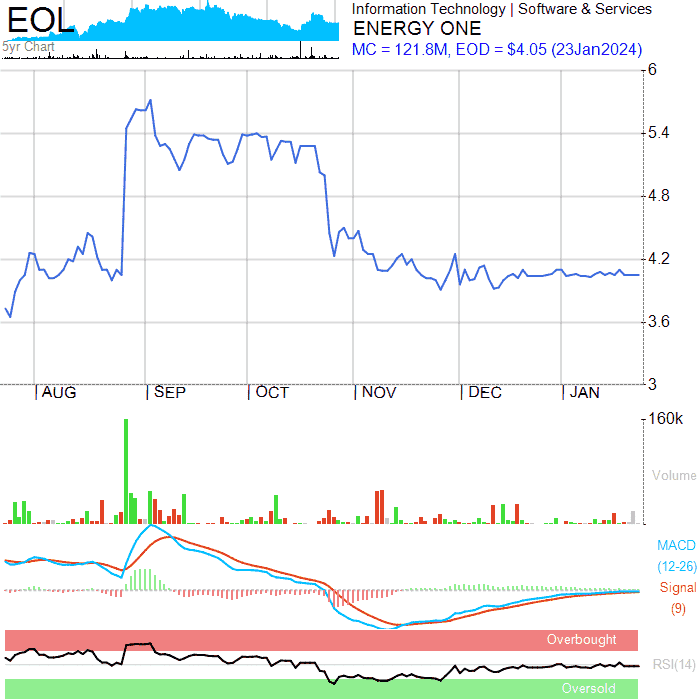 EOL
5yr Chart
Information Technology | Software & Services
ENERGY ONE
MC = 121.8M, EOD = $4.05 (23Jan2024)
6
5.4
4.8
4.2
3.6
3
AUG SEP OCT NOV DEC JAN
160k
Volume
MACD
(12-26)
Signal
(9)
Overbought
RSI(14)
Oversold